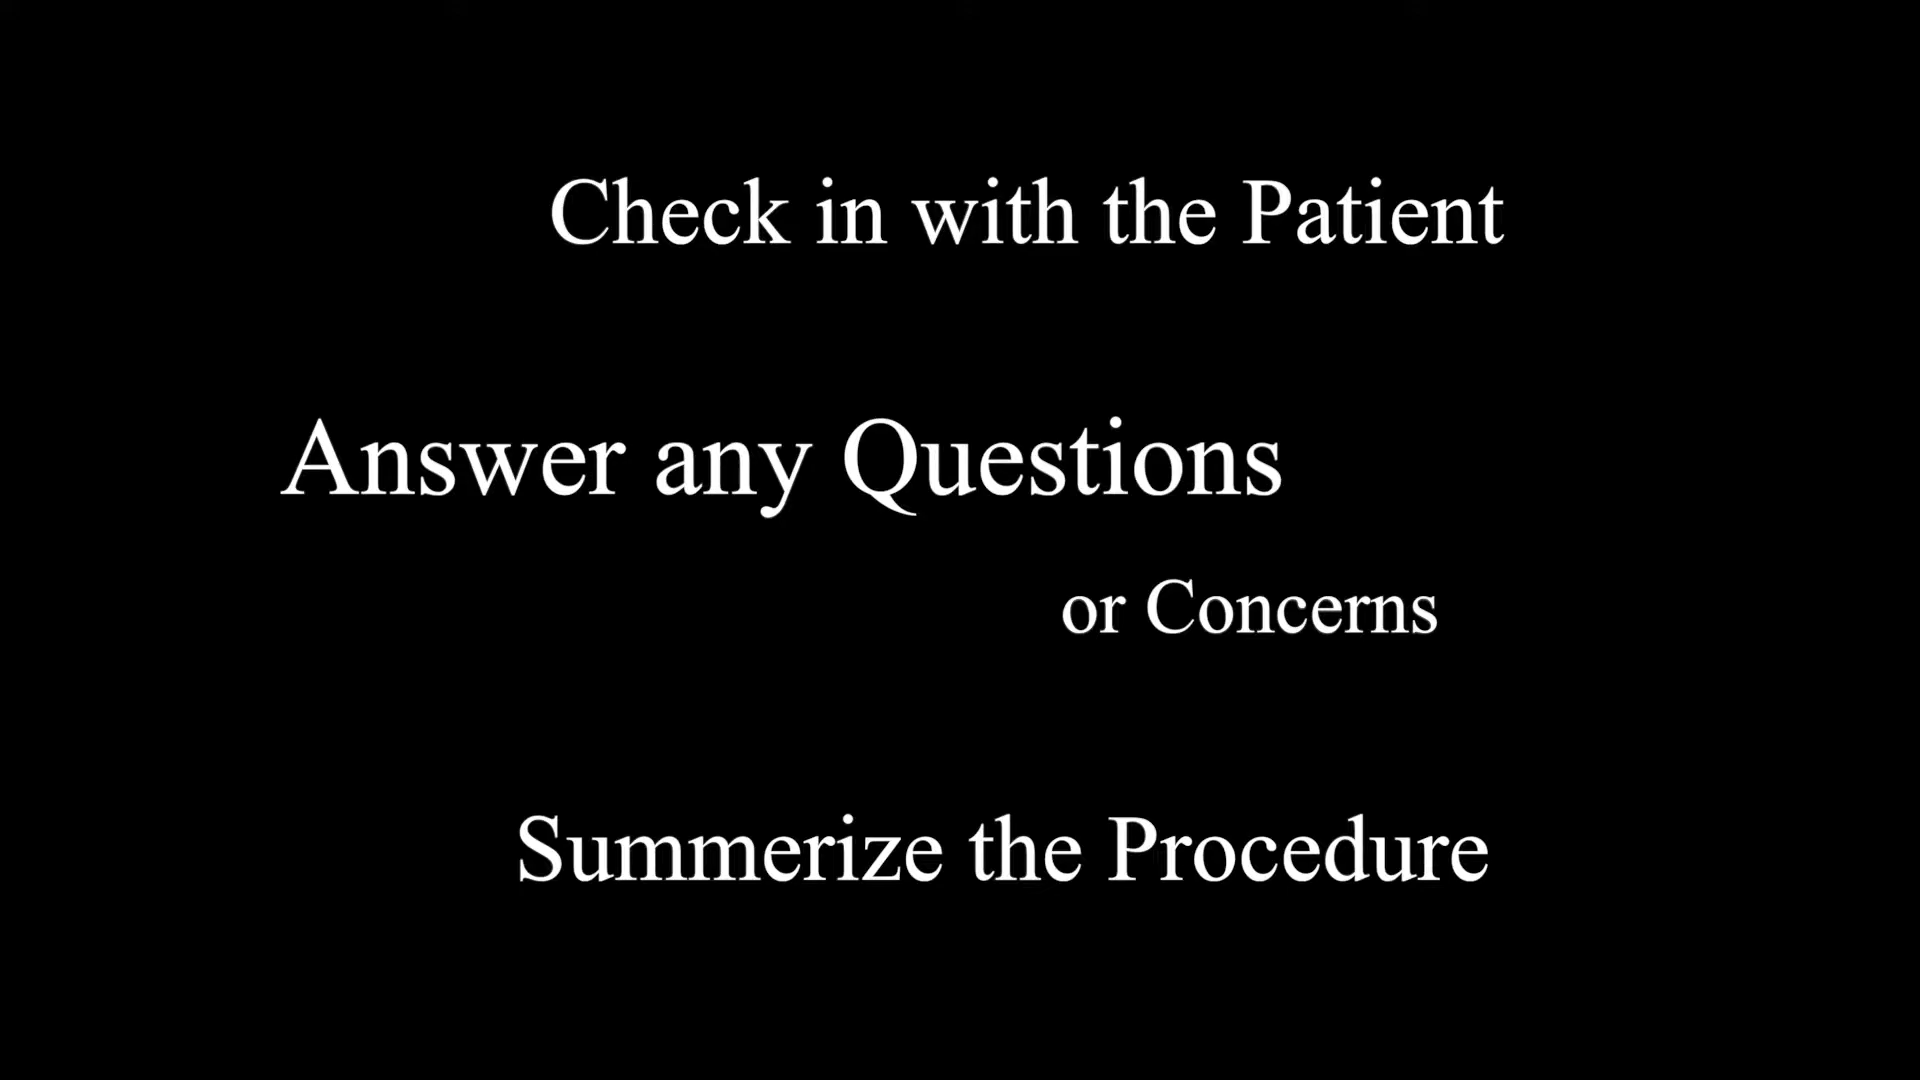 Check in with the Patient
Answer any Questions
or Concerns
Summerize the Procedure